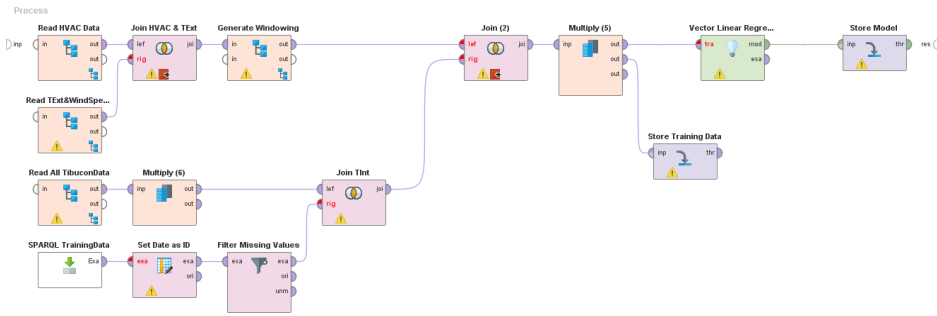 Process
Read HVAC Data
Join HVAC & TExt
Generate Windowing
Join (2)
Multiply (5)
Vector Linear Regre...
Store Model
inp
in
out
out
lef
rig
joi
in
in
out
out
lef
rig
joi
inp
out
out
out
tra
mod
exa
inp
thr
res
Read TExt&WindSpe...
in
out
out
Store Training Data
inp
thr
Read All TibuconData
Multiply (6)
Join TInt
in
out
out
inp
out
out
lef
rig
joi
SPARQL TrainingData
Set Date as ID
Filter Missing Values
Exa
exa
exa
ori
exa
exa
ori
unm